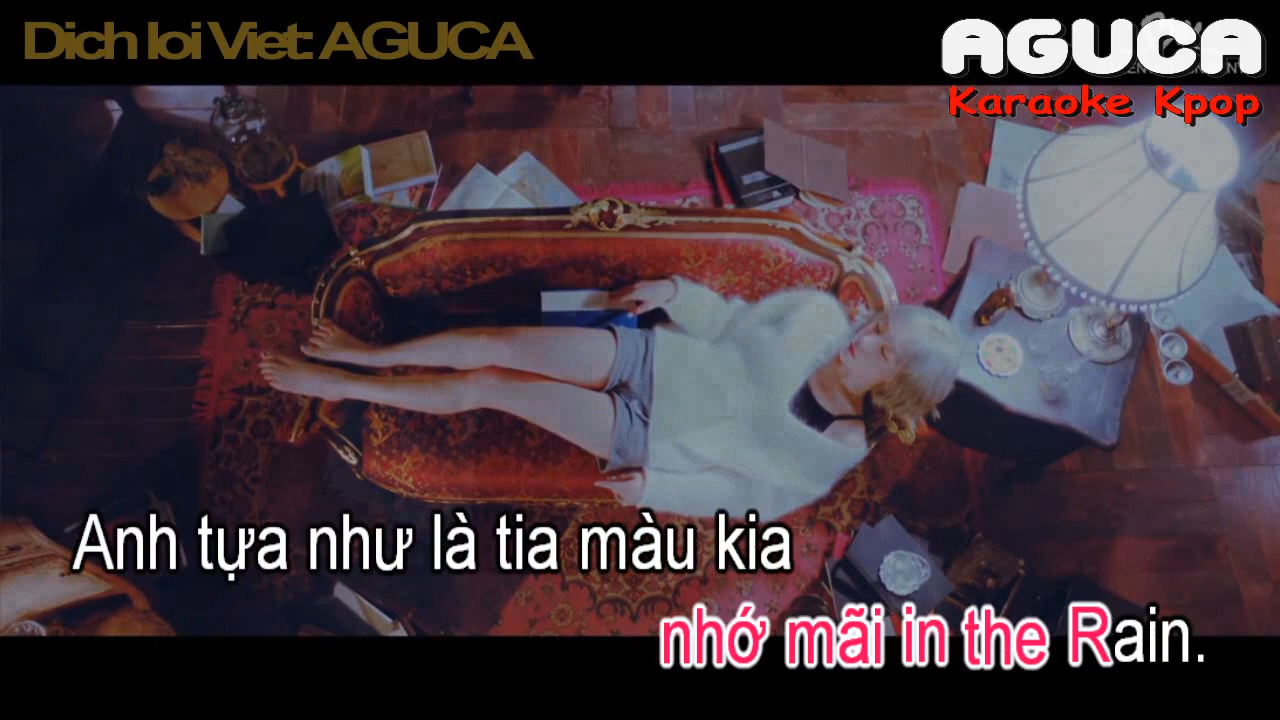 Dich loi Viet: AGUCA
AGUCA
Karaoke Kpop
Anh tựa như là tia màu kia
nhớ mãi in the Rain.